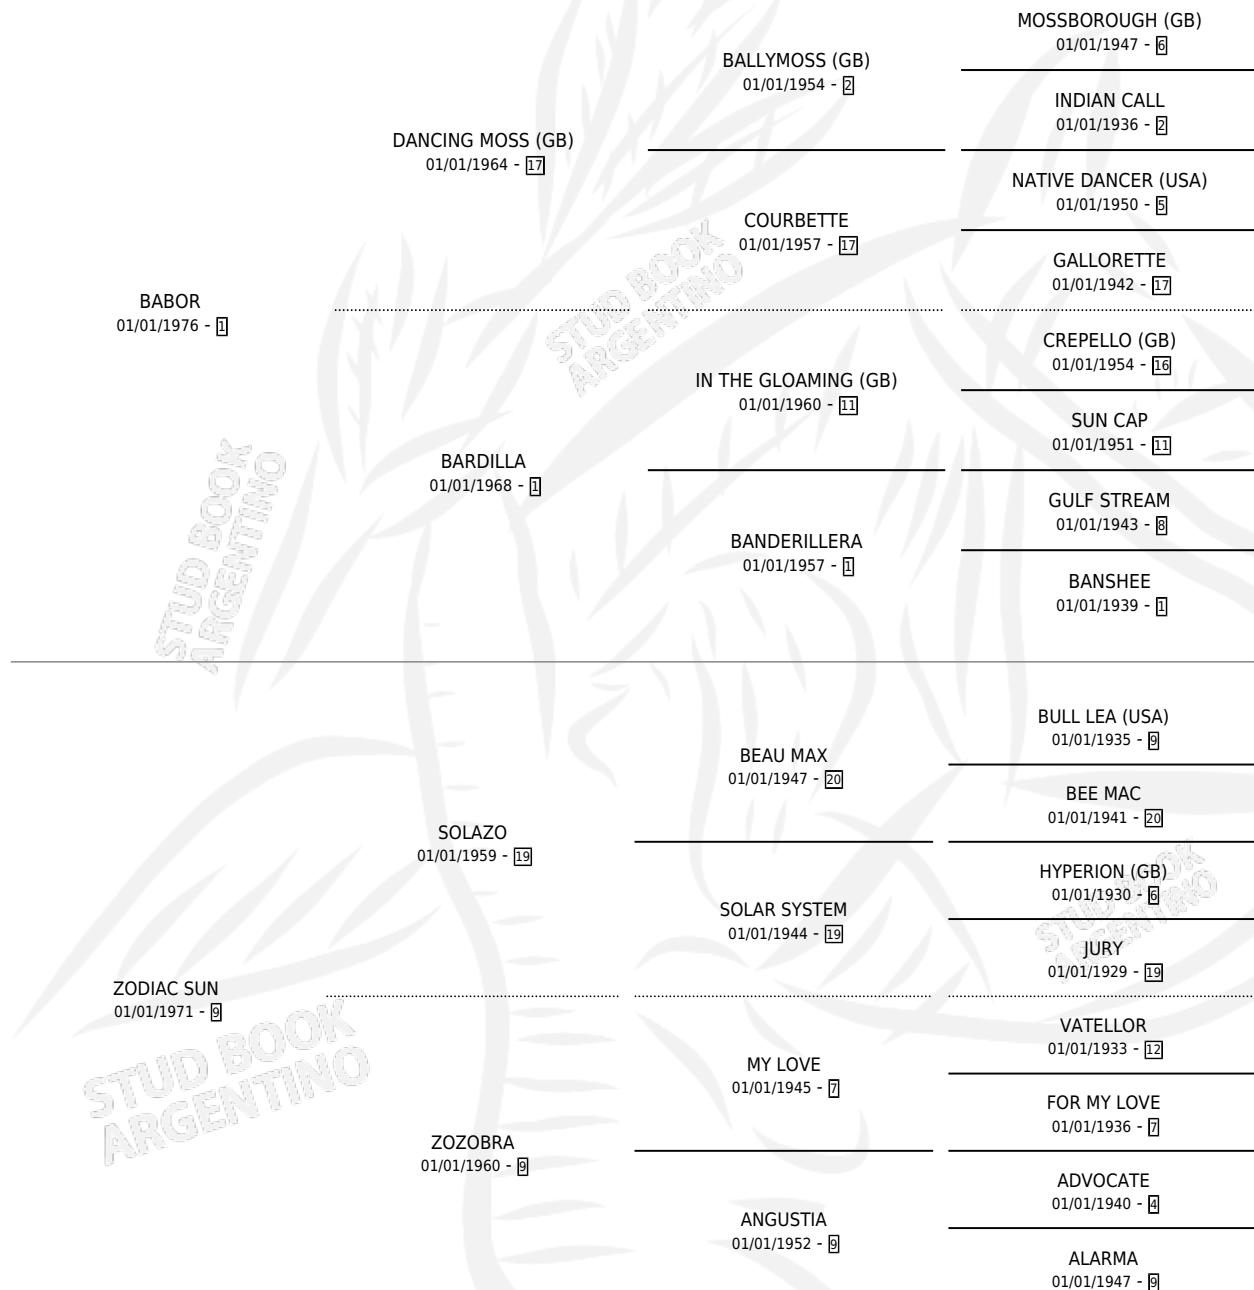 MOSSBOROUGH (GB)
01/01/1947 - 6
BALLYMOSS (GB)
01/01/1954 - 2
INDIAN CALL
01/01/1936 - 2
DANCING MOSS (GB)
01/01/1964 - 17
NATIVE DANCER (USA)
01/01/1950 - 5
COURBETTE
01/01/1957 - 17
GALLORETTE
01/01/1942 - 17
BABOR
01/01/1976 - 1
CREPELLO (GB)
01/01/1954 - 16
IN THE GLOAMING (GB)
01/01/1960 - 11
SUN CAP
01/01/1951 - 11
BARDILLA
01/01/1968 - 1
GULF STREAM
01/01/1943 - 8
BANDERILLERA
01/01/1957 - 1
BANSHEE
01/01/1939 - 1
STUD BOOK
ARGENTINO
STUD BOOK
ARGENTINO
BULL LEA (USA)
01/01/1935 - 9
BEAU MAX
01/01/1947 - 20
BEE MAC
01/01/1941 - 20
SOLAZO
01/01/1959 - 19
HYPERION (GB)
01/01/1930 - 6
SOLAR SYSTEM
01/01/1944 - 19
JURY
01/01/1929 - 19
STUD BOOK
ARGENTINO
ZODIAC SUN
01/01/1971 - 9
VATELLOR
01/01/1933 - 12
MY LOVE
01/01/1945 - 7
FOR MY LOVE
01/01/1936 - 7
ZOZOBRA
01/01/1960 - 9
ADVOCATE
01/01/1940 - 4
ANGUSTIA
01/01/1952 - 9
ALARMA
01/01/1947 - 9
STUD BOOK
ARGENTINO